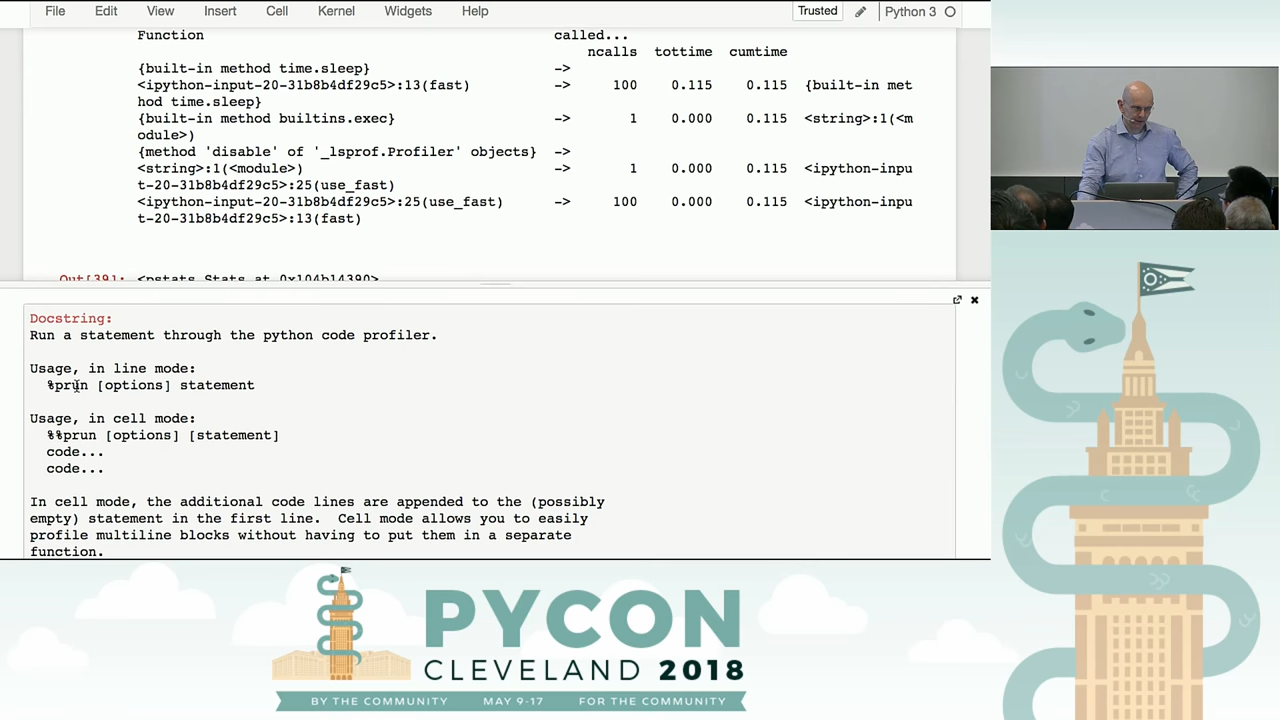 File Edit View Insert Cell Kernel Widgets Help Trusted Python 3
Function called...
ncalls tottime cumtime
{built-in method time.sleep} ->
<ipython-input-20-31b8b4df29c5>:13(fast) -> 100 0.115 0.115 {built-in met
hod time.sleep}
{built-in method builtins.exec} -> 1 0.000 0.115 <string>:1(<m
odule>)
{method 'disable' of '_lsprof.Profiler' objects} ->
<string>:1(<module>) -> 1 0.000 0.115 <ipython-inpu
t-20-31b8b4df29c5>:25(use_fast)
<ipython-input-20-31b8b4df29c5>:25(use_fast) -> 100 0.000 0.115 <ipython-inpu
t-20-31b8b4df29c5>:13(fast)
Out[39]: <pstats.Stats at 0x104b14390>
Docstring:
Run a statement through the python code profiler.
Usage, in line mode:
%prun [options] statement
Usage, in cell mode:
%%prun [options] [statement]
code...
code...
In cell mode, the additional code lines are appended to the (possibly
empty) statement in the first line. Cell mode allows you to easily
profile multiline blocks without having to put them in a separate
function.
PYCON
CLEVELAND 2018
BY THE COMMUNITY MAY 9-17 FOR THE COMMUNITY